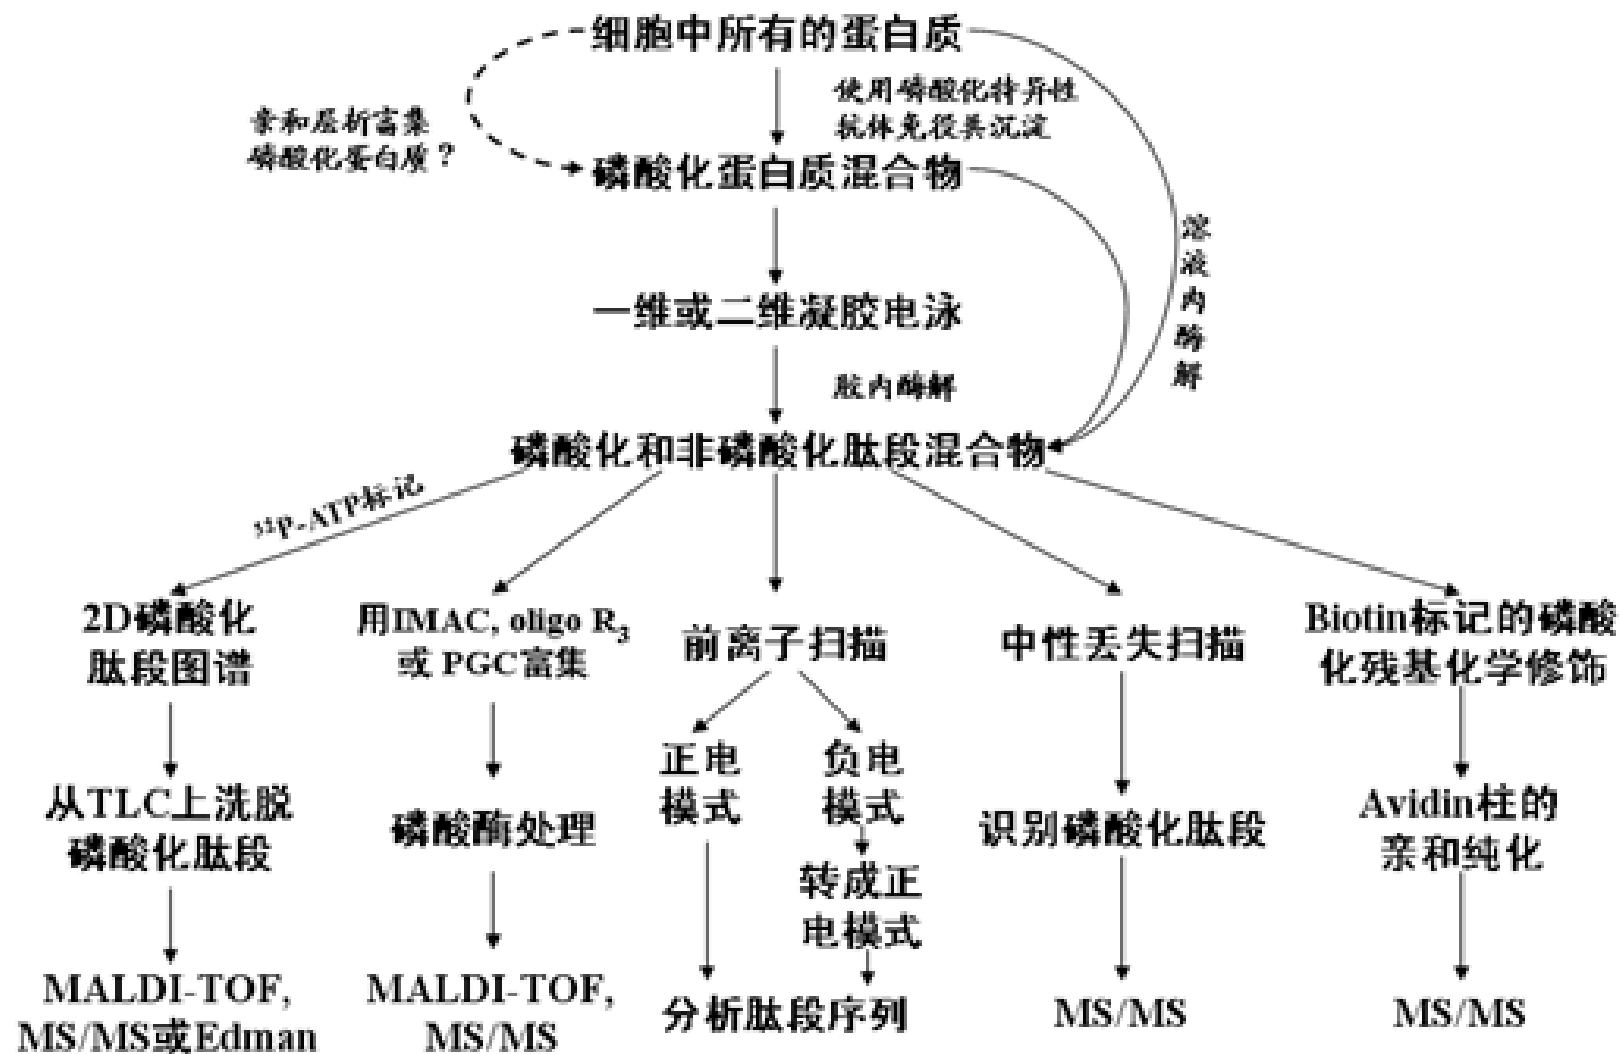 细胞中所有的蛋白质
使用磷酸化特异性
抗体免役共沉淀
亲和层析富集
磷酸化蛋白质？
磷酸化蛋白质混合物
溶液内酶解
一维或二维凝胶电泳
胶内酶解
磷酸化和非磷酸化肽段混合物
³²P-ATP标记
2D磷酸化
肽段图谱
用IMAC, oligo R₃
或 PGC富集
前离子扫描
中性丢失扫描
Biotin标记的磷酸
化残基化学修饰
正电
模式
负电
模式
从TLC上洗脱
磷酸化肽段
磷酸酶处理
转成正
电模式
识别磷酸化肽段
Avidin柱的
亲和纯化
MALDI-TOF,
MS/MS或Edman
MALDI-TOF,
MS/MS
分析肽段序列
MS/MS
MS/MS